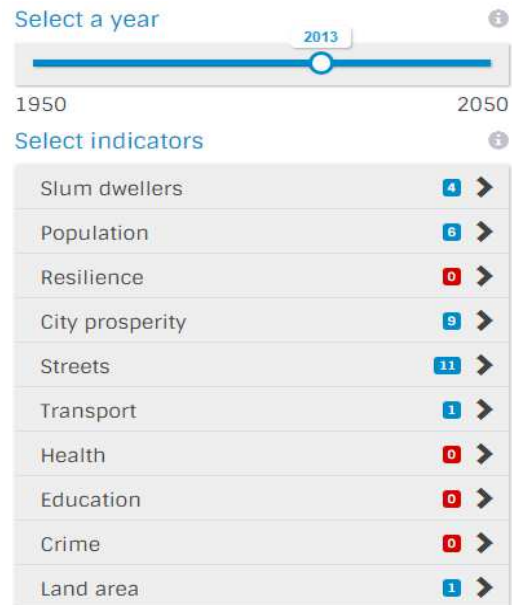 Select a year
2013
1950 2050
Select indicators
Slum dwellers 4
Population 6
Resilience 0
City prosperity 9
Streets 11
Transport 1
Health 0
Education 0
Crime 0
Land area 1